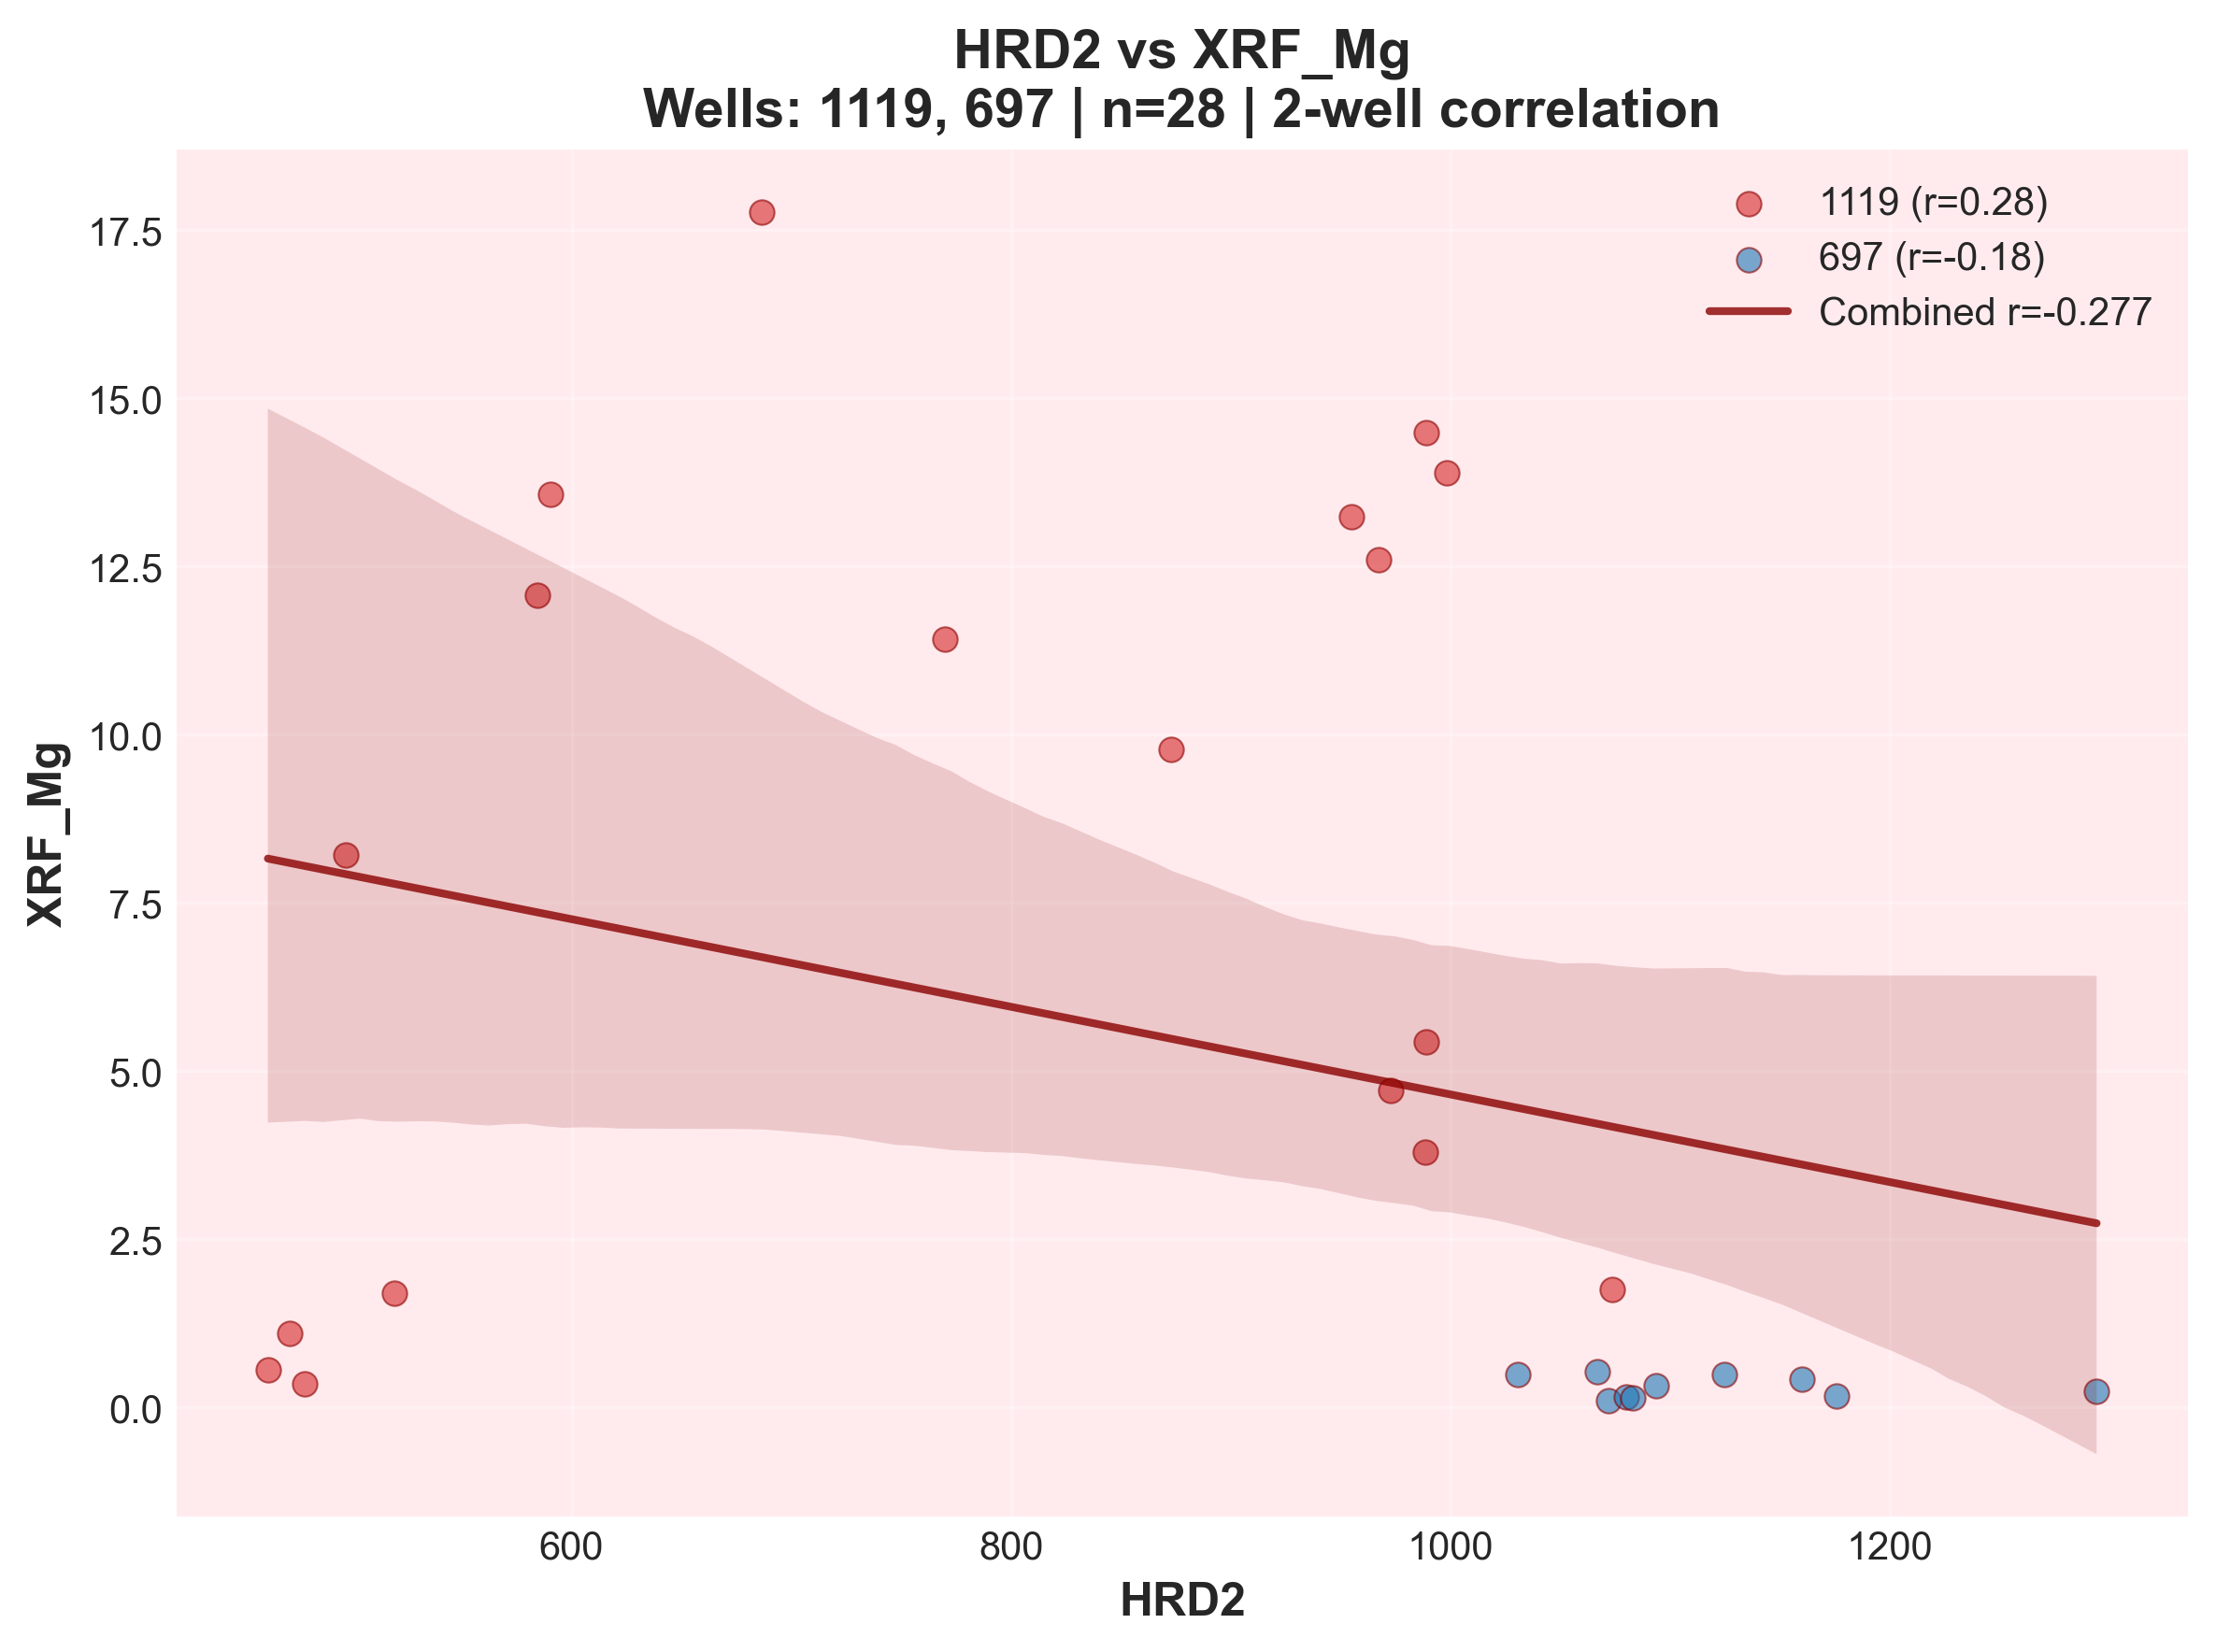 HRD2 vs XRF_Mg
Wells: 1119, 697 | n=28 | 2-well correlation
1119 (r=0.28)
697 (r=-0.18)
Combined r=-0.277
17.5
15.0
12.5
10.0
7.5
5.0
2.5
0.0
XRF_Mg
600
800
1000
1200
HRD2